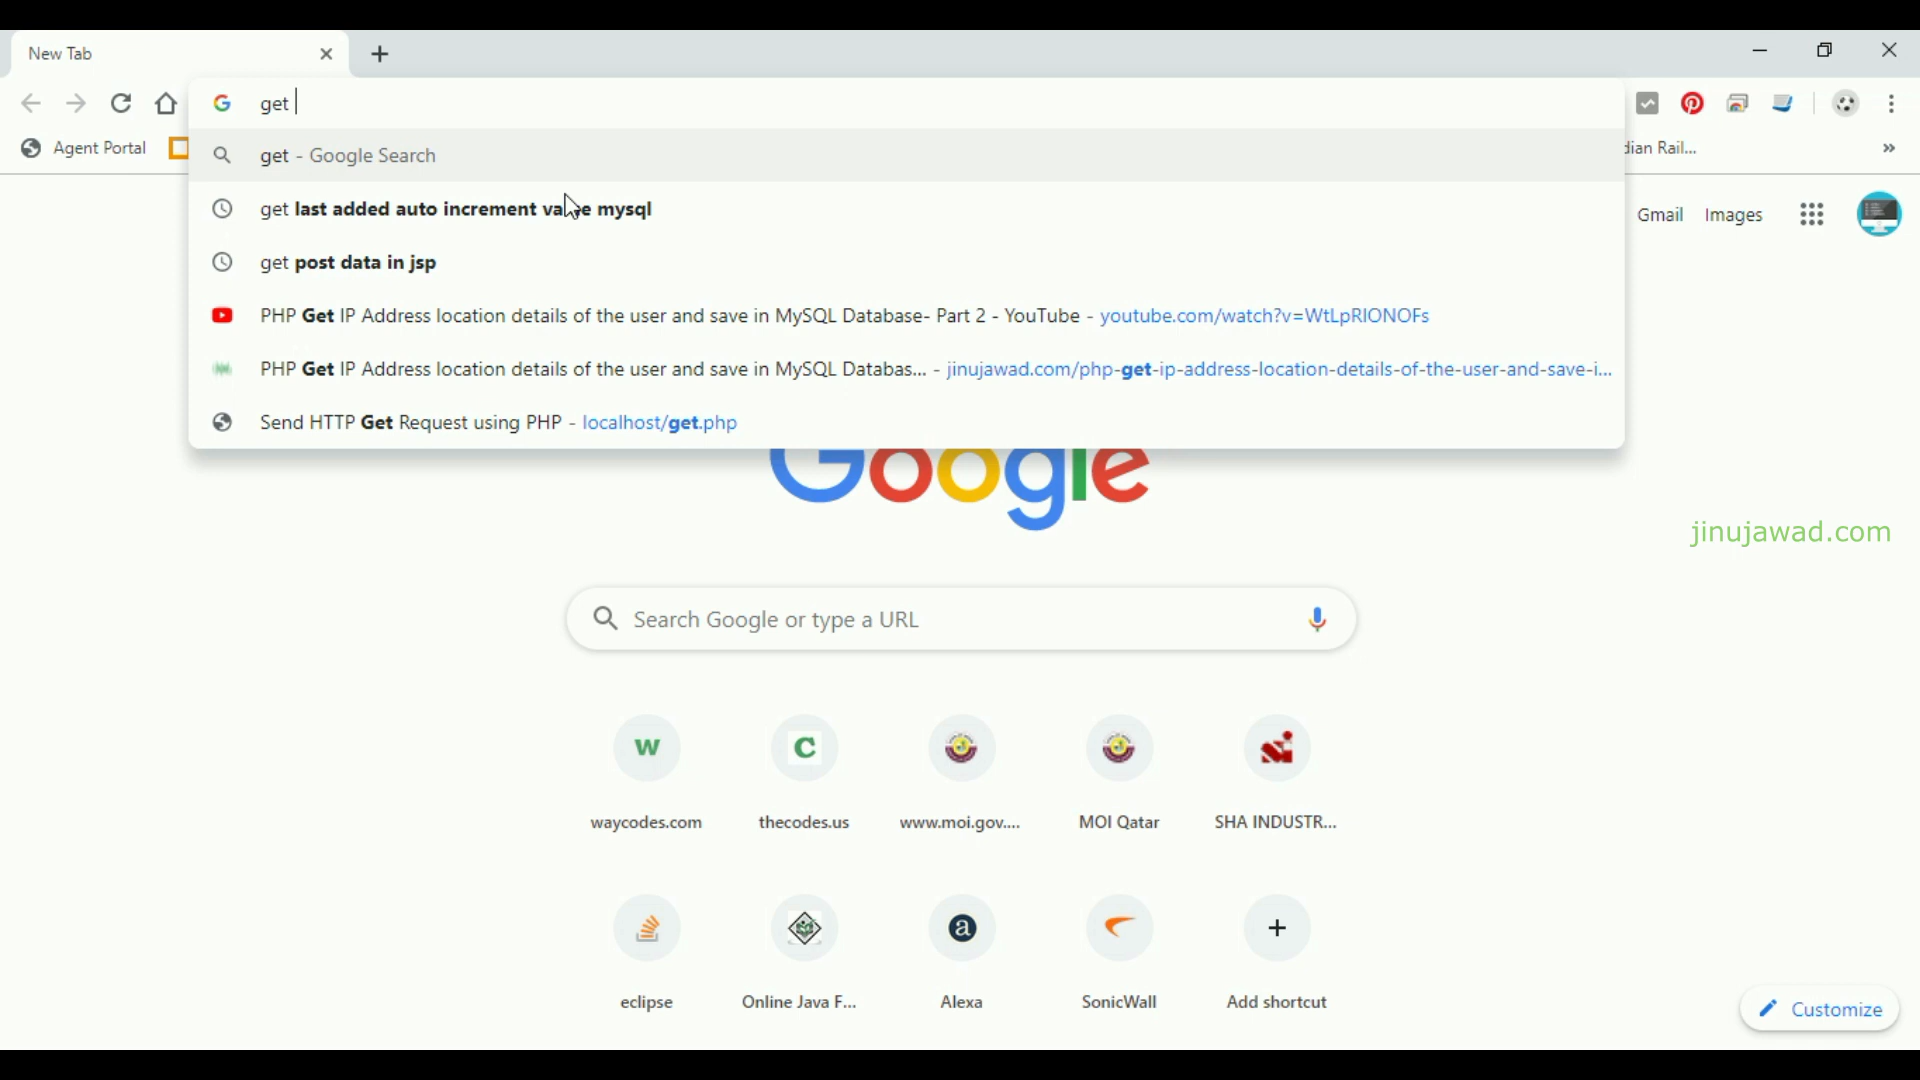 New Tab
get
Agent Portal
dian Rail...
get - Google Search
get last added auto increment value mysql
get post data in jsp
PHP Get IP Address location details of the user and save in MySQL Database- Part 2 - YouTube - youtube.com/watch?v=WtLpRIONOFs
PHP Get IP Address location details of the user and save in MySQL Databas... - jinujawad.com/php-get-ip-address-location-details-of-the-user-and-save-i...
Send HTTP Get Request using PHP - localhost/get.php
Gmail Images
Google
jinujawad.com
Search Google or type a URL
waycodes.com thecodes.us www.moi.gov.... MOI Qatar SHA INDUSTR...
eclipse Online Java F... Alexa SonicWall Add shortcut
Customize